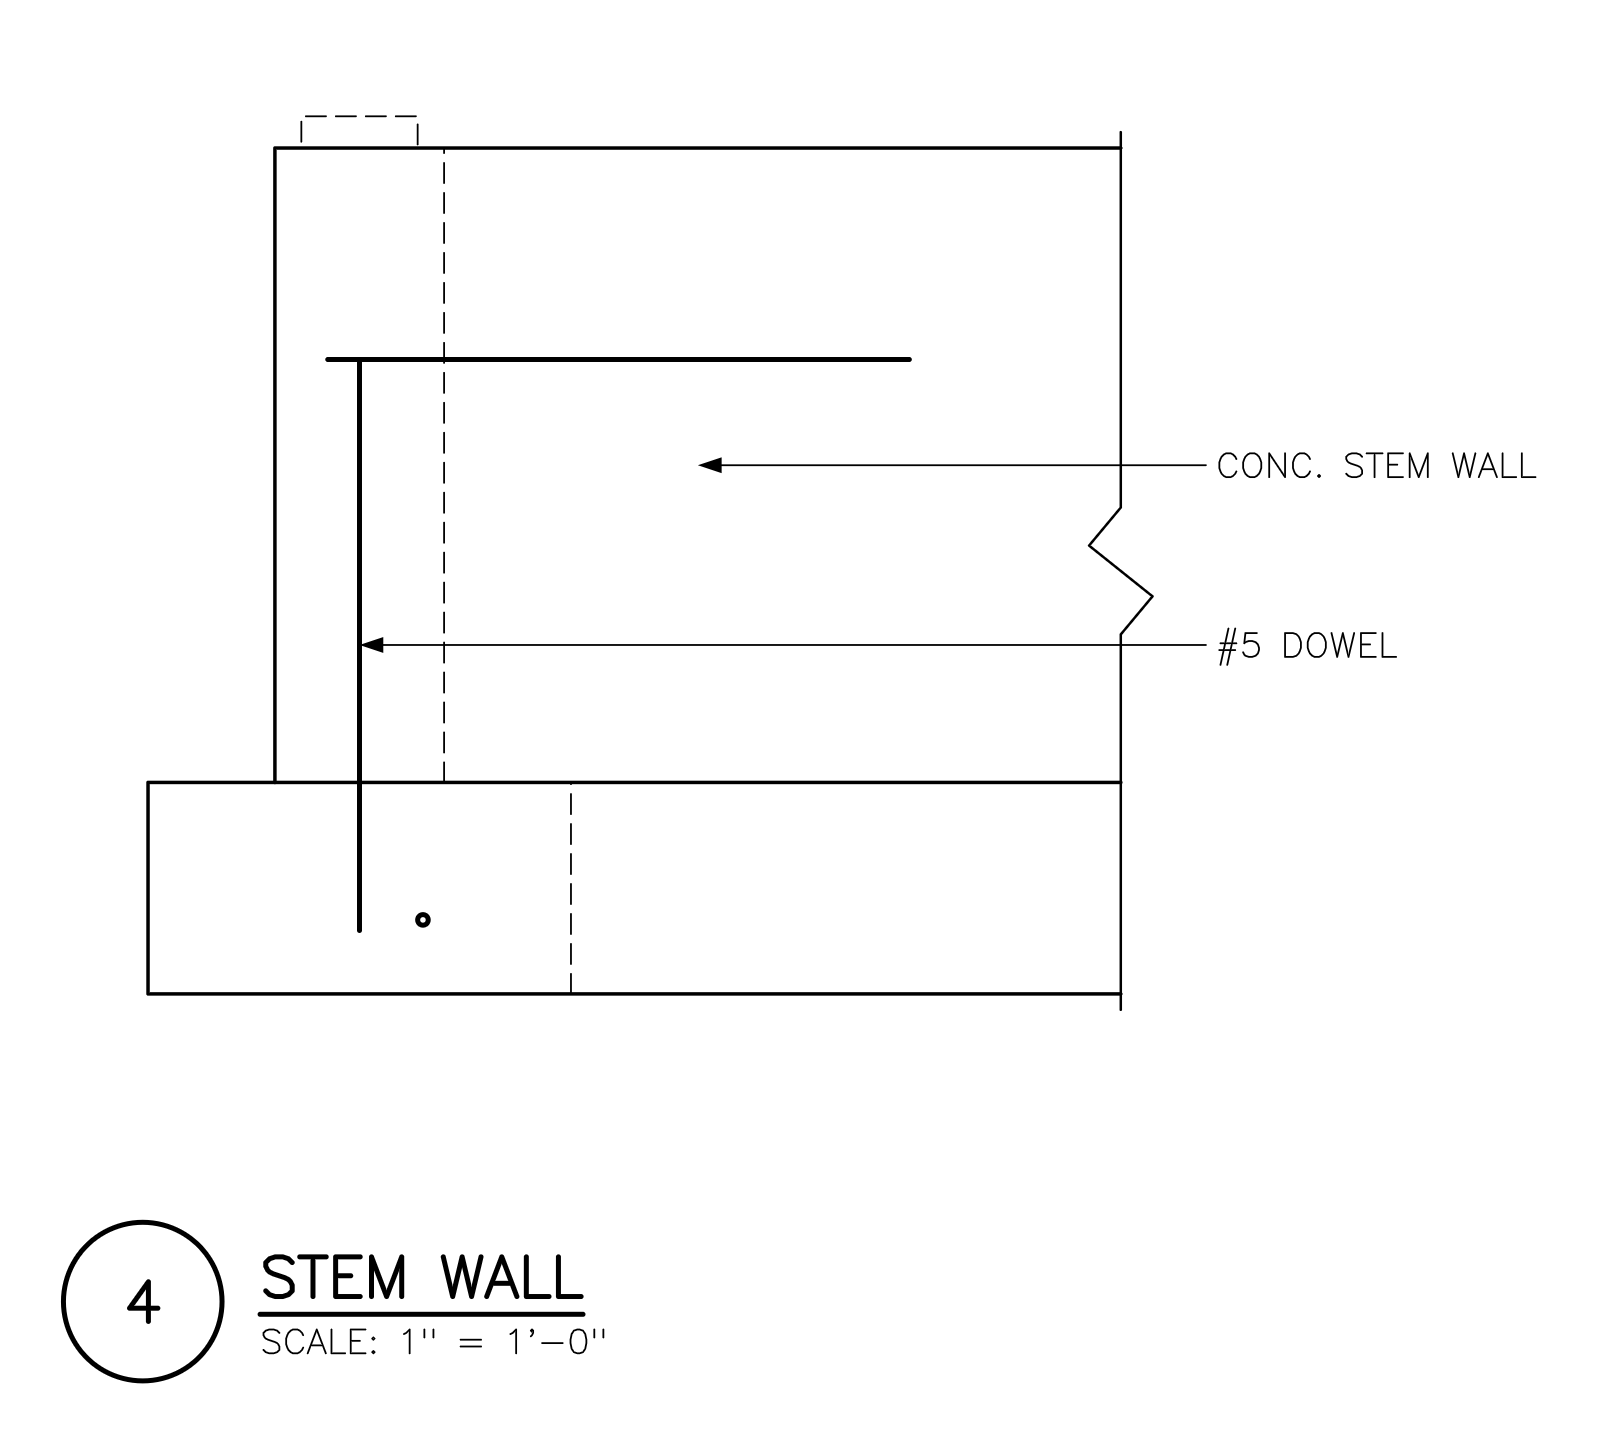 CONC. STEM WALL
#5 DOWEL
4
STEM WALL
SCALE: 1" = 1'-0"